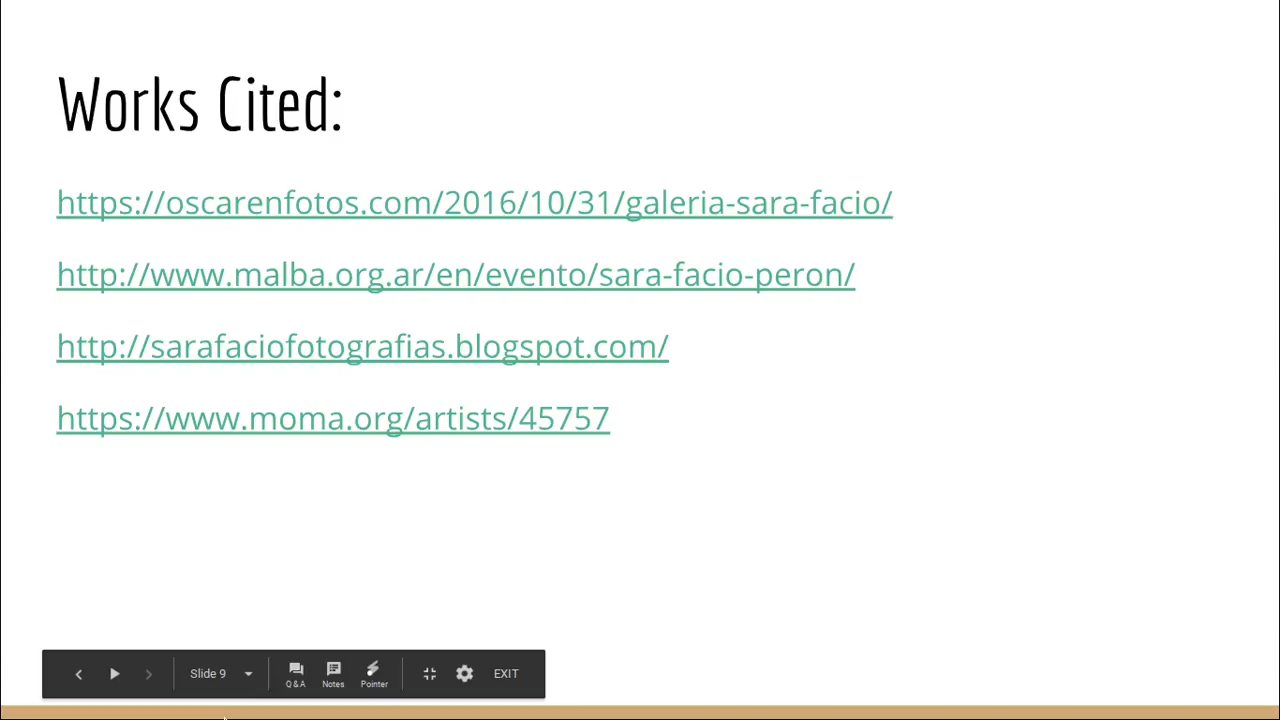 Works Cited:
https://oscarenfotos.com/2016/10/31/galeria-sara-facio/
http://www.malba.org.ar/en/evento/sara-facio-peron/
http://sarafaciofotografias.blogspot.com/
https://www.moma.org/artists/45757
Slide 9 Q & A Notes Pointer EXIT